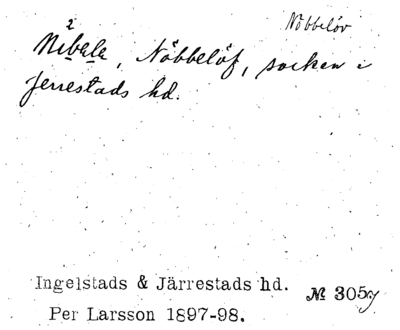 Nöbbelöv
Nibele, Nöbbelöf, socken i
Jerrestads hd.
Ingelstads & Järrestads hd. № 305
Per Larsson 1897-98.